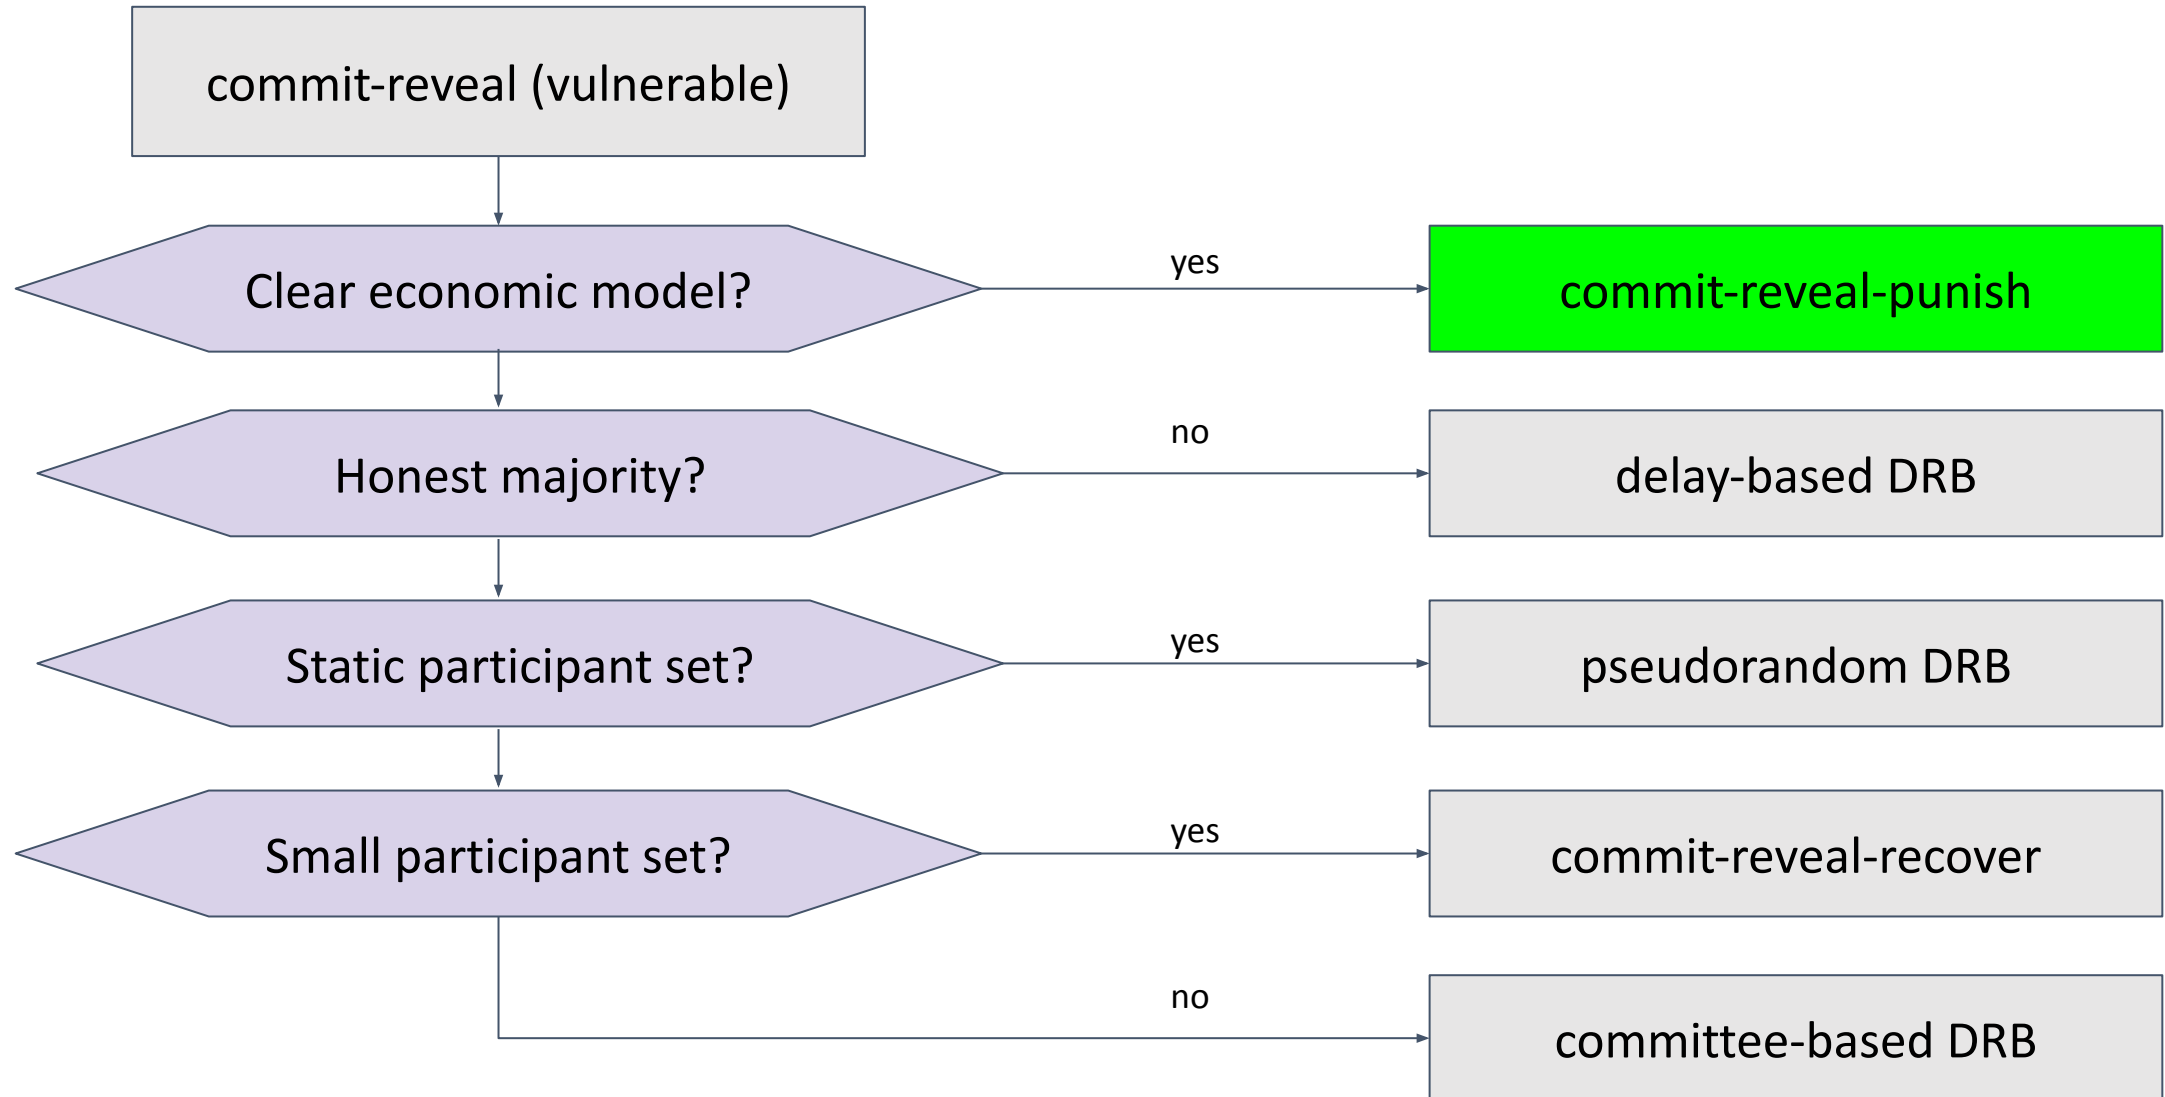 commit-reveal (vulnerable)
Clear economic model?
yes
commit-reveal-punish
Honest majority?
no
delay-based DRB
Static participant set?
yes
pseudorandom DRB
Small participant set?
yes
commit-reveal-recover
no
committee-based DRB